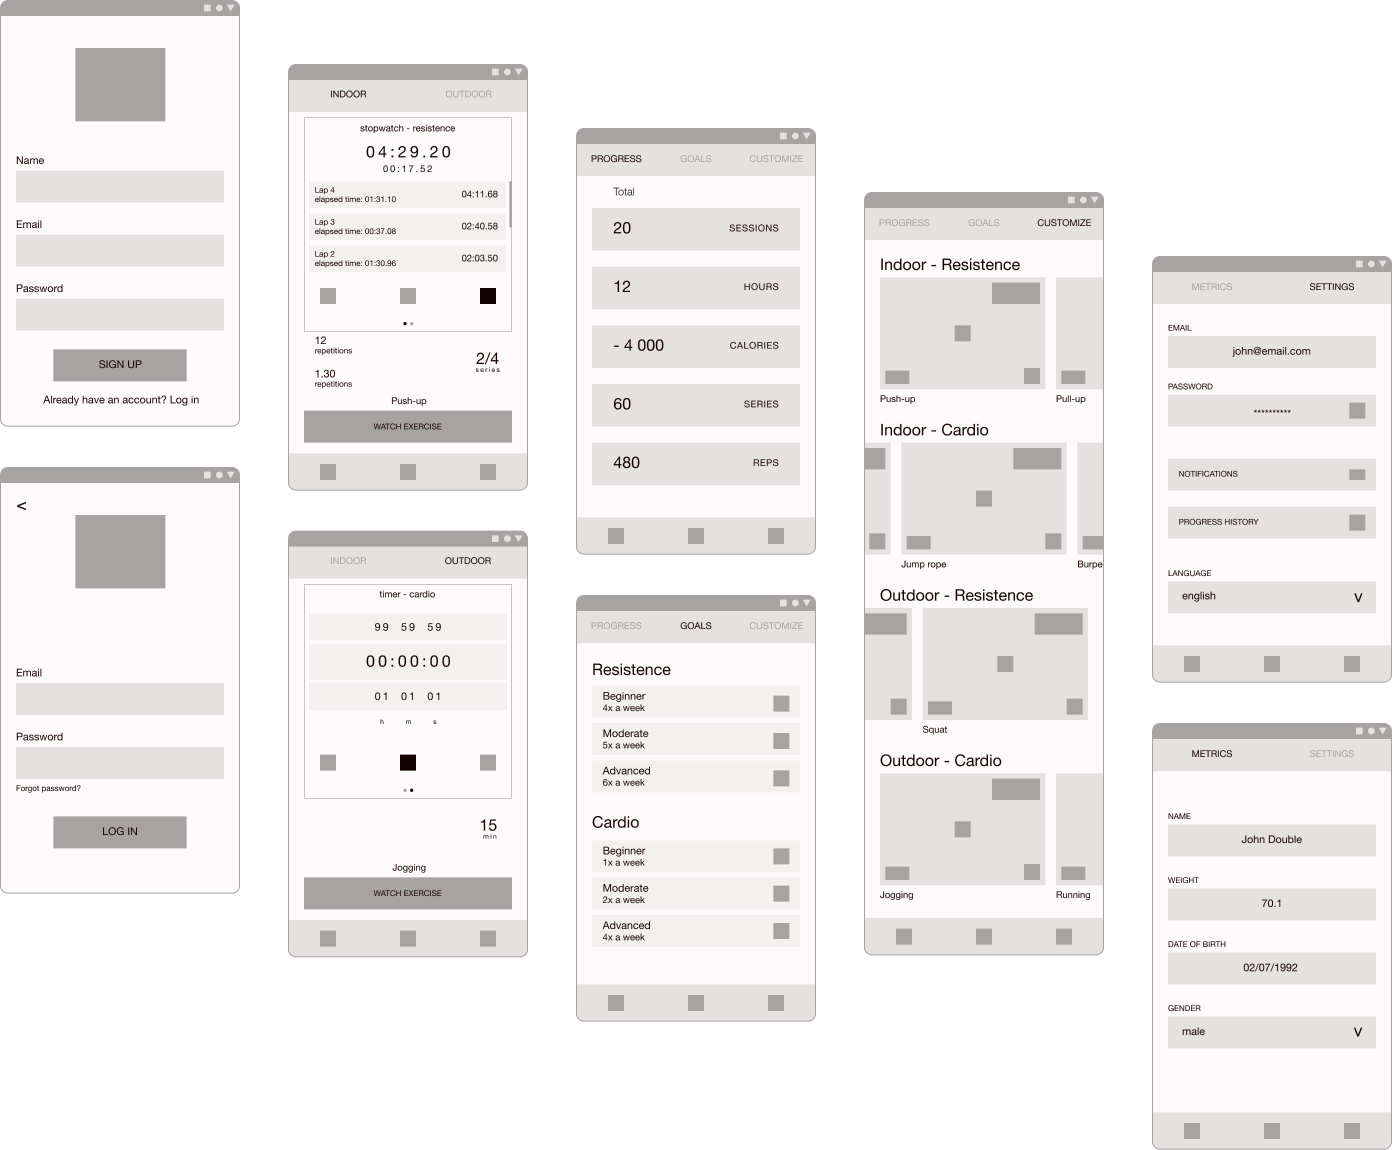 Name
Email
Password
SIGN UP
Already have an account? Log in
<
Email
Password
Forgot password?
LOG IN
INDOOR OUTDOOR
stopwatch - resistence
04:29.20
00:17.52
Lap 4
elapsed time: 01:31.10 04:11.68
Lap 3
elapsed time: 00:37.08 02:40.58
Lap 2
elapsed time: 01:30.96 02:03.50
12
repetitions
2/4
series
1.30
repetitions
Push-up
WATCH EXERCISE
INDOOR OUTDOOR
timer - cardio
99 59 59
00:00:00
01 01 01
h m s
15
min
Jogging
WATCH EXERCISE
PROGRESS GOALS CUSTOMIZE
Total
20 SESSIONS
12 HOURS
- 4 000 CALORIES
60 SERIES
480 REPS
PROGRESS GOALS CUSTOMIZE
Resistence
Beginner
4x a week
Moderate
5x a week
Advanced
6x a week
Cardio
Beginner
1x a week
Moderate
2x a week
Advanced
4x a week
PROGRESS GOALS CUSTOMIZE
Indoor - Resistence
Push-up Pull-up
Indoor - Cardio
Jump rope Burpe
Outdoor - Resistence
Squat
Outdoor - Cardio
Jogging Running
METRICS SETTINGS
EMAIL
john@email.com
PASSWORD
**********
NOTIFICATIONS
PROGRESS HISTORY
LANGUAGE
english V
METRICS SETTINGS
NAME
John Double
WEIGHT
70.1
DATE OF BIRTH
02/07/1992
GENDER
male V